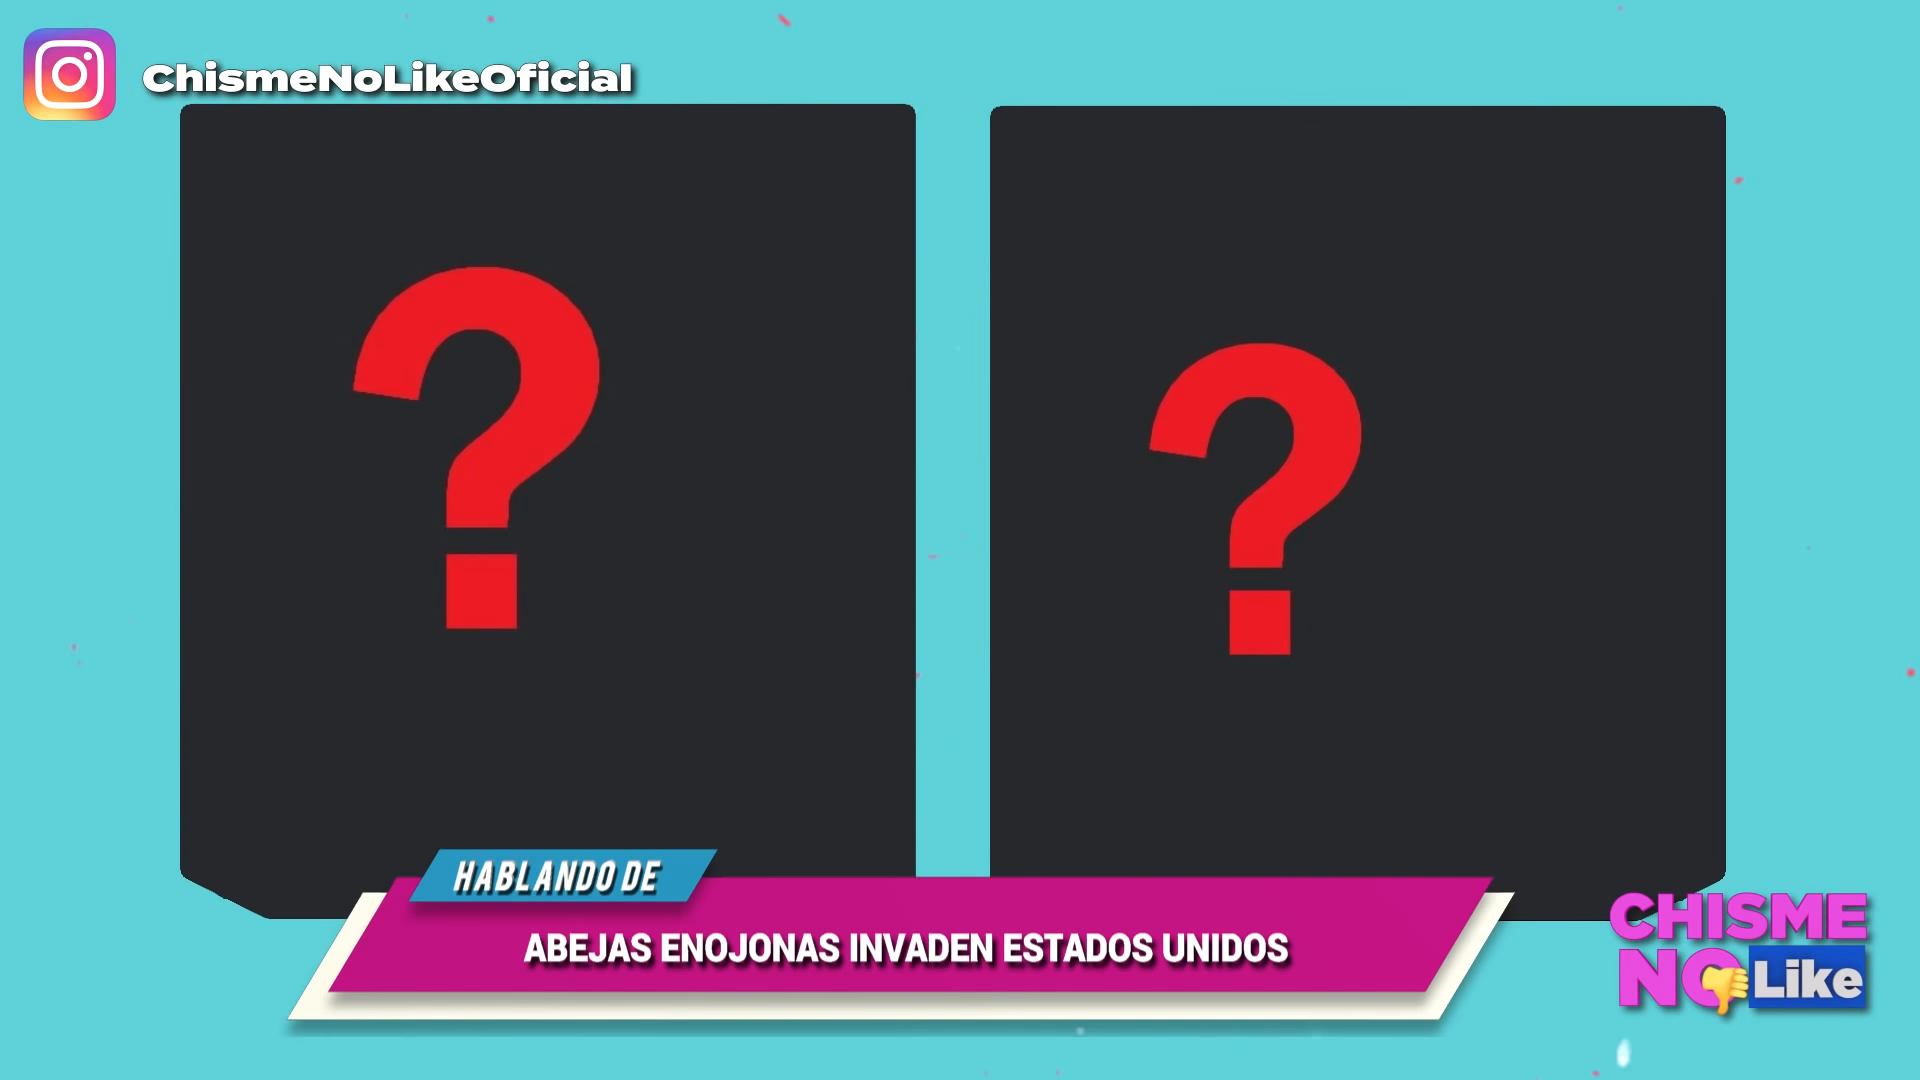 ChismeNoLikeOficial
?
?
HABLANDO DE
ABEJAS ENOJONAS INVADEN ESTADOS UNIDOS
CHISME
NO Like